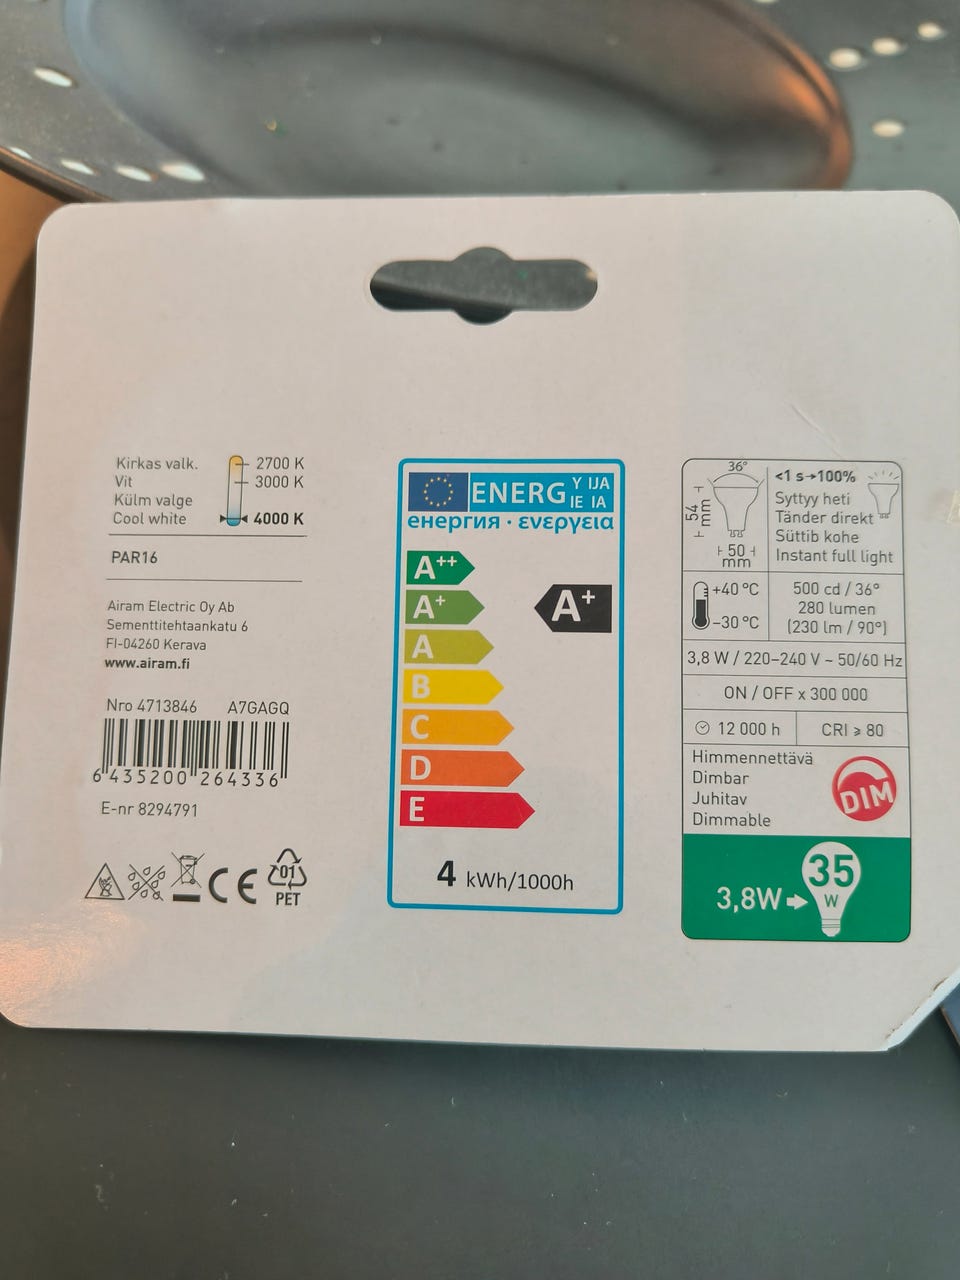 Kirkas valk.
Vit
Külm valge
Cool white
2700 K
3000 K
4000 K
PAR16
Airam Electric Oy Ab
Sementtitehtaankatu 6
FI-04260 Kerava
www.airam.fi
Nro 4713846 A7GAGQ
6 435200 264336
E-nr 8294791
CE
01
PET
ENERG Y IJA
IE IA
енергия · ενεργεια
A++
A+
A
B
C
D
E
A+
4 kWh/1000h
36°
54 mm
50 mm
<1 s→100%
Syttyy heti
Tänder direkt
Süttib kohe
Instant full light
+40 °C
–30 °C
500 cd / 36°
280 lumen
(230 lm / 90°)
3,8 W / 220–240 V ~ 50/60 Hz
ON / OFF x 300 000
12 000 h
CRI ≥ 80
Himmennettävä
Dimbar
Juhitav
Dimmable
DIM
3,8W
35
W